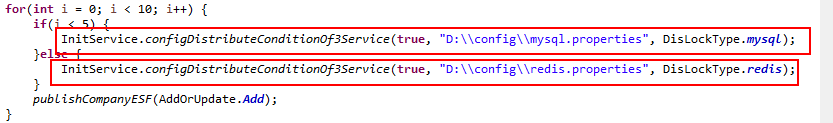 for(int i = 0; i < 10; i++) {
if(i < 5) {
InitService.configDistributeConditionOf3Service(true, "D:\\config\\mysql.properties", DisLockType.mysql);
}else {
InitService.configDistributeConditionOf3Service(true, "D:\\config\\redis.properties", DisLockType.redis);
}
publishCompanyESF(AddOrUpdate.Add);
}